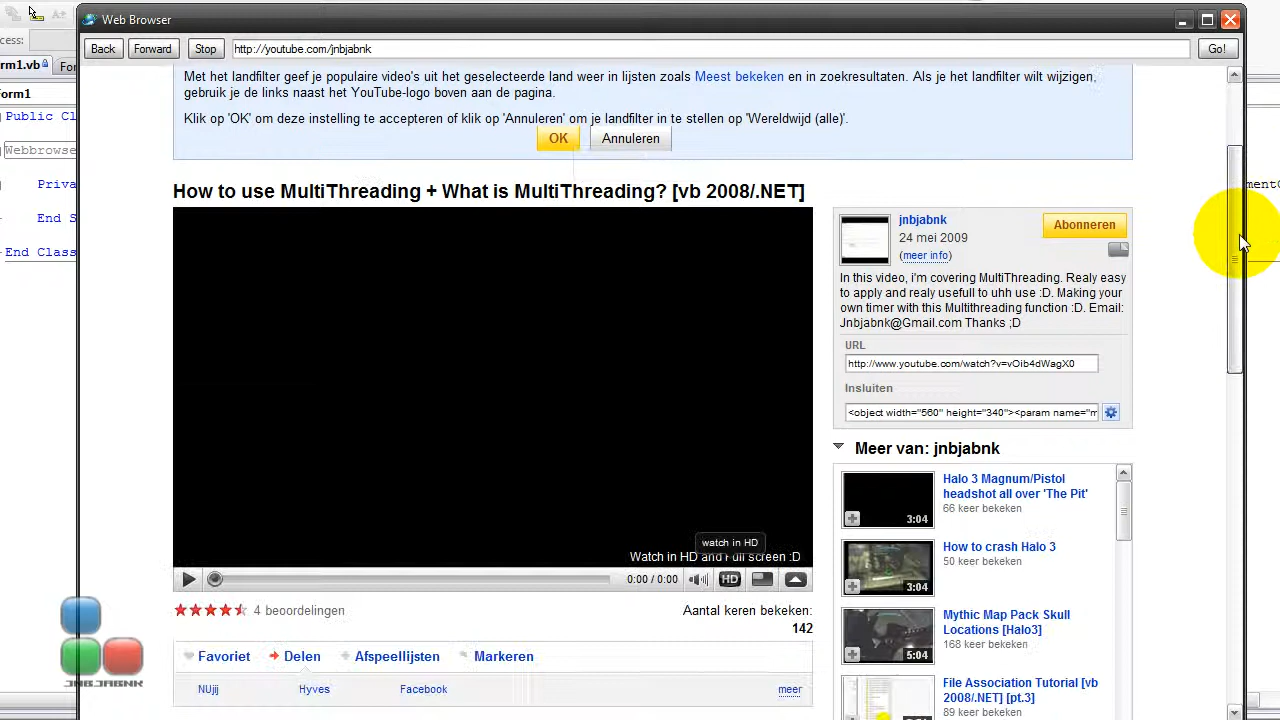 Web Browser
cess:
Back
Forward
Stop
http://youtube.com/jnbjabnk
Go!
orm1.vb
For
orm1
Public Cl
Webbrowse
Priva
End S
End Class
mentC
Met het landfilter geef je populaire video's uit het geselecteerde land weer in lijsten zoals Meest bekeken en in zoekresultaten. Als je het landfilter wilt wijzigen,
gebruik je de links naast het YouTube-logo boven aan de pagina.
Klik op 'OK' om deze instelling te accepteren of klik op 'Annuleren' om je landfilter in te stellen op 'Wereldwijd (alle)'.
OK
Annuleren
How to use MultiThreading + What is MultiThreading? [vb 2008/.NET]
jnbjabnk
24 mei 2009
(meer info)
Abonneren
In this video, i'm covering MultiThreading. Realy easy
to apply and realy usefull to uhh use :D. Making your
own timer with this Multithreading function :D. Email:
Jnbjabnk@Gmail.com Thanks ;D
URL
http://www.youtube.com/watch?v=vOib4dWagX0
Insluiten
<object width="560" height="340"><param name="m
Meer van: jnbjabnk
Halo 3 Magnum/Pistol
headshot all over 'The Pit'
66 keer bekeken
3:04
How to crash Halo 3
50 keer bekeken
3:04
Mythic Map Pack Skull
Locations [Halo3]
168 keer bekeken
5:04
File Association Tutorial [vb
2008/.NET] [pt.3]
89 keer bekeken
watch in HD
Watch in HD and Full screen :D
0:00 / 0:00
HD
4 beoordelingen
Aantal keren bekeken:
142
Favoriet
Delen
Afspeellijsten
Markeren
NUjij
Hyves
Facebook
meer
JNBJABNK